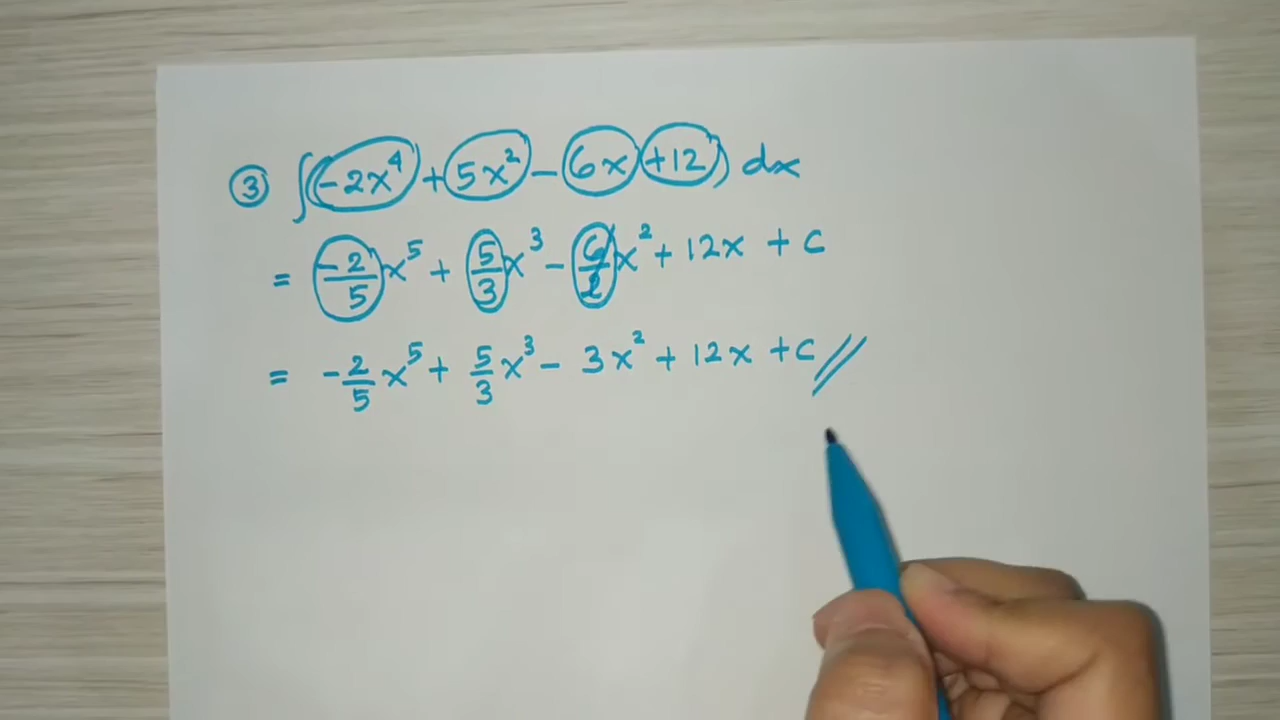 ③ ∫(-2x⁴ + 5x² - 6x + 12) dx
= -2/5 x⁵ + 5/3 x³ - 6/2 x² + 12x + c
= -2/5 x⁵ + 5/3 x³ - 3x² + 12x + c //